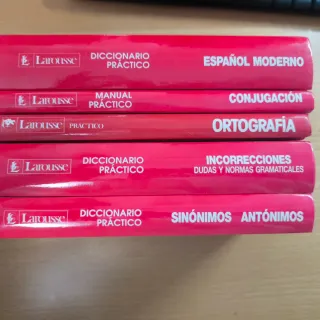 Larousse DICCIONARIO PRÁCTICO ESPAÑOL MODERNO
Larousse MANUAL PRÁCTICO CONJUGACIÓN
Larousse PRACTICO ORTOGRAFÍA
Larousse DICCIONARIO PRÁCTICO INCORRECCIONES DUDAS Y NORMAS GRAMATICALES
Larousse DICCIONARIO PRÁCTICO SINÓNIMOS ANTÓNIMOS